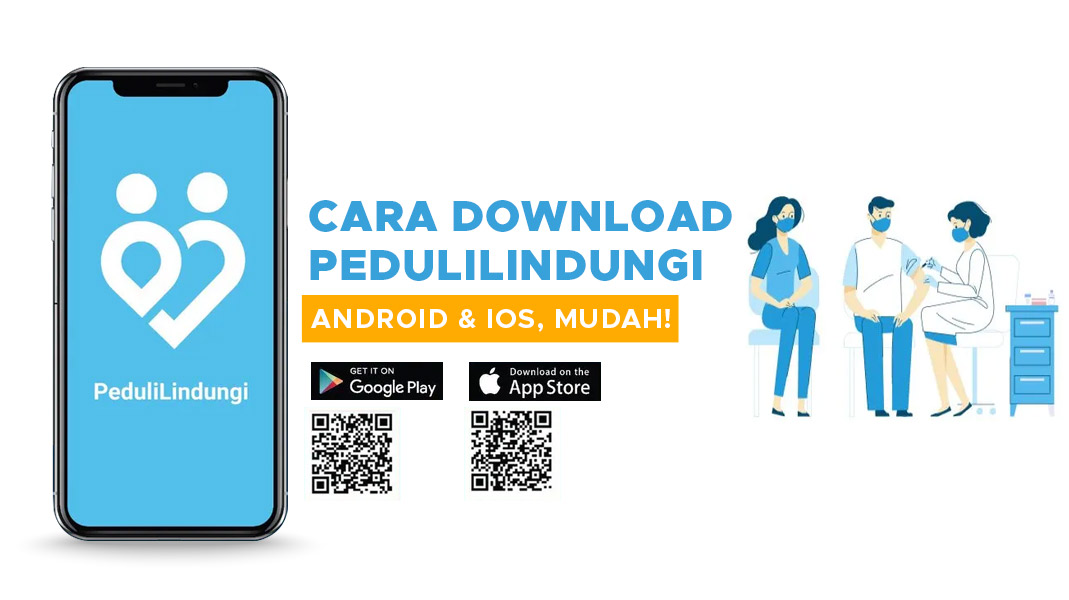 PeduliLindungi
CARA DOWNLOAD
PEDULILINDUNGI
ANDROID & IOS, MUDAH!
GET IT ON
Google Play
Download on the
App Store